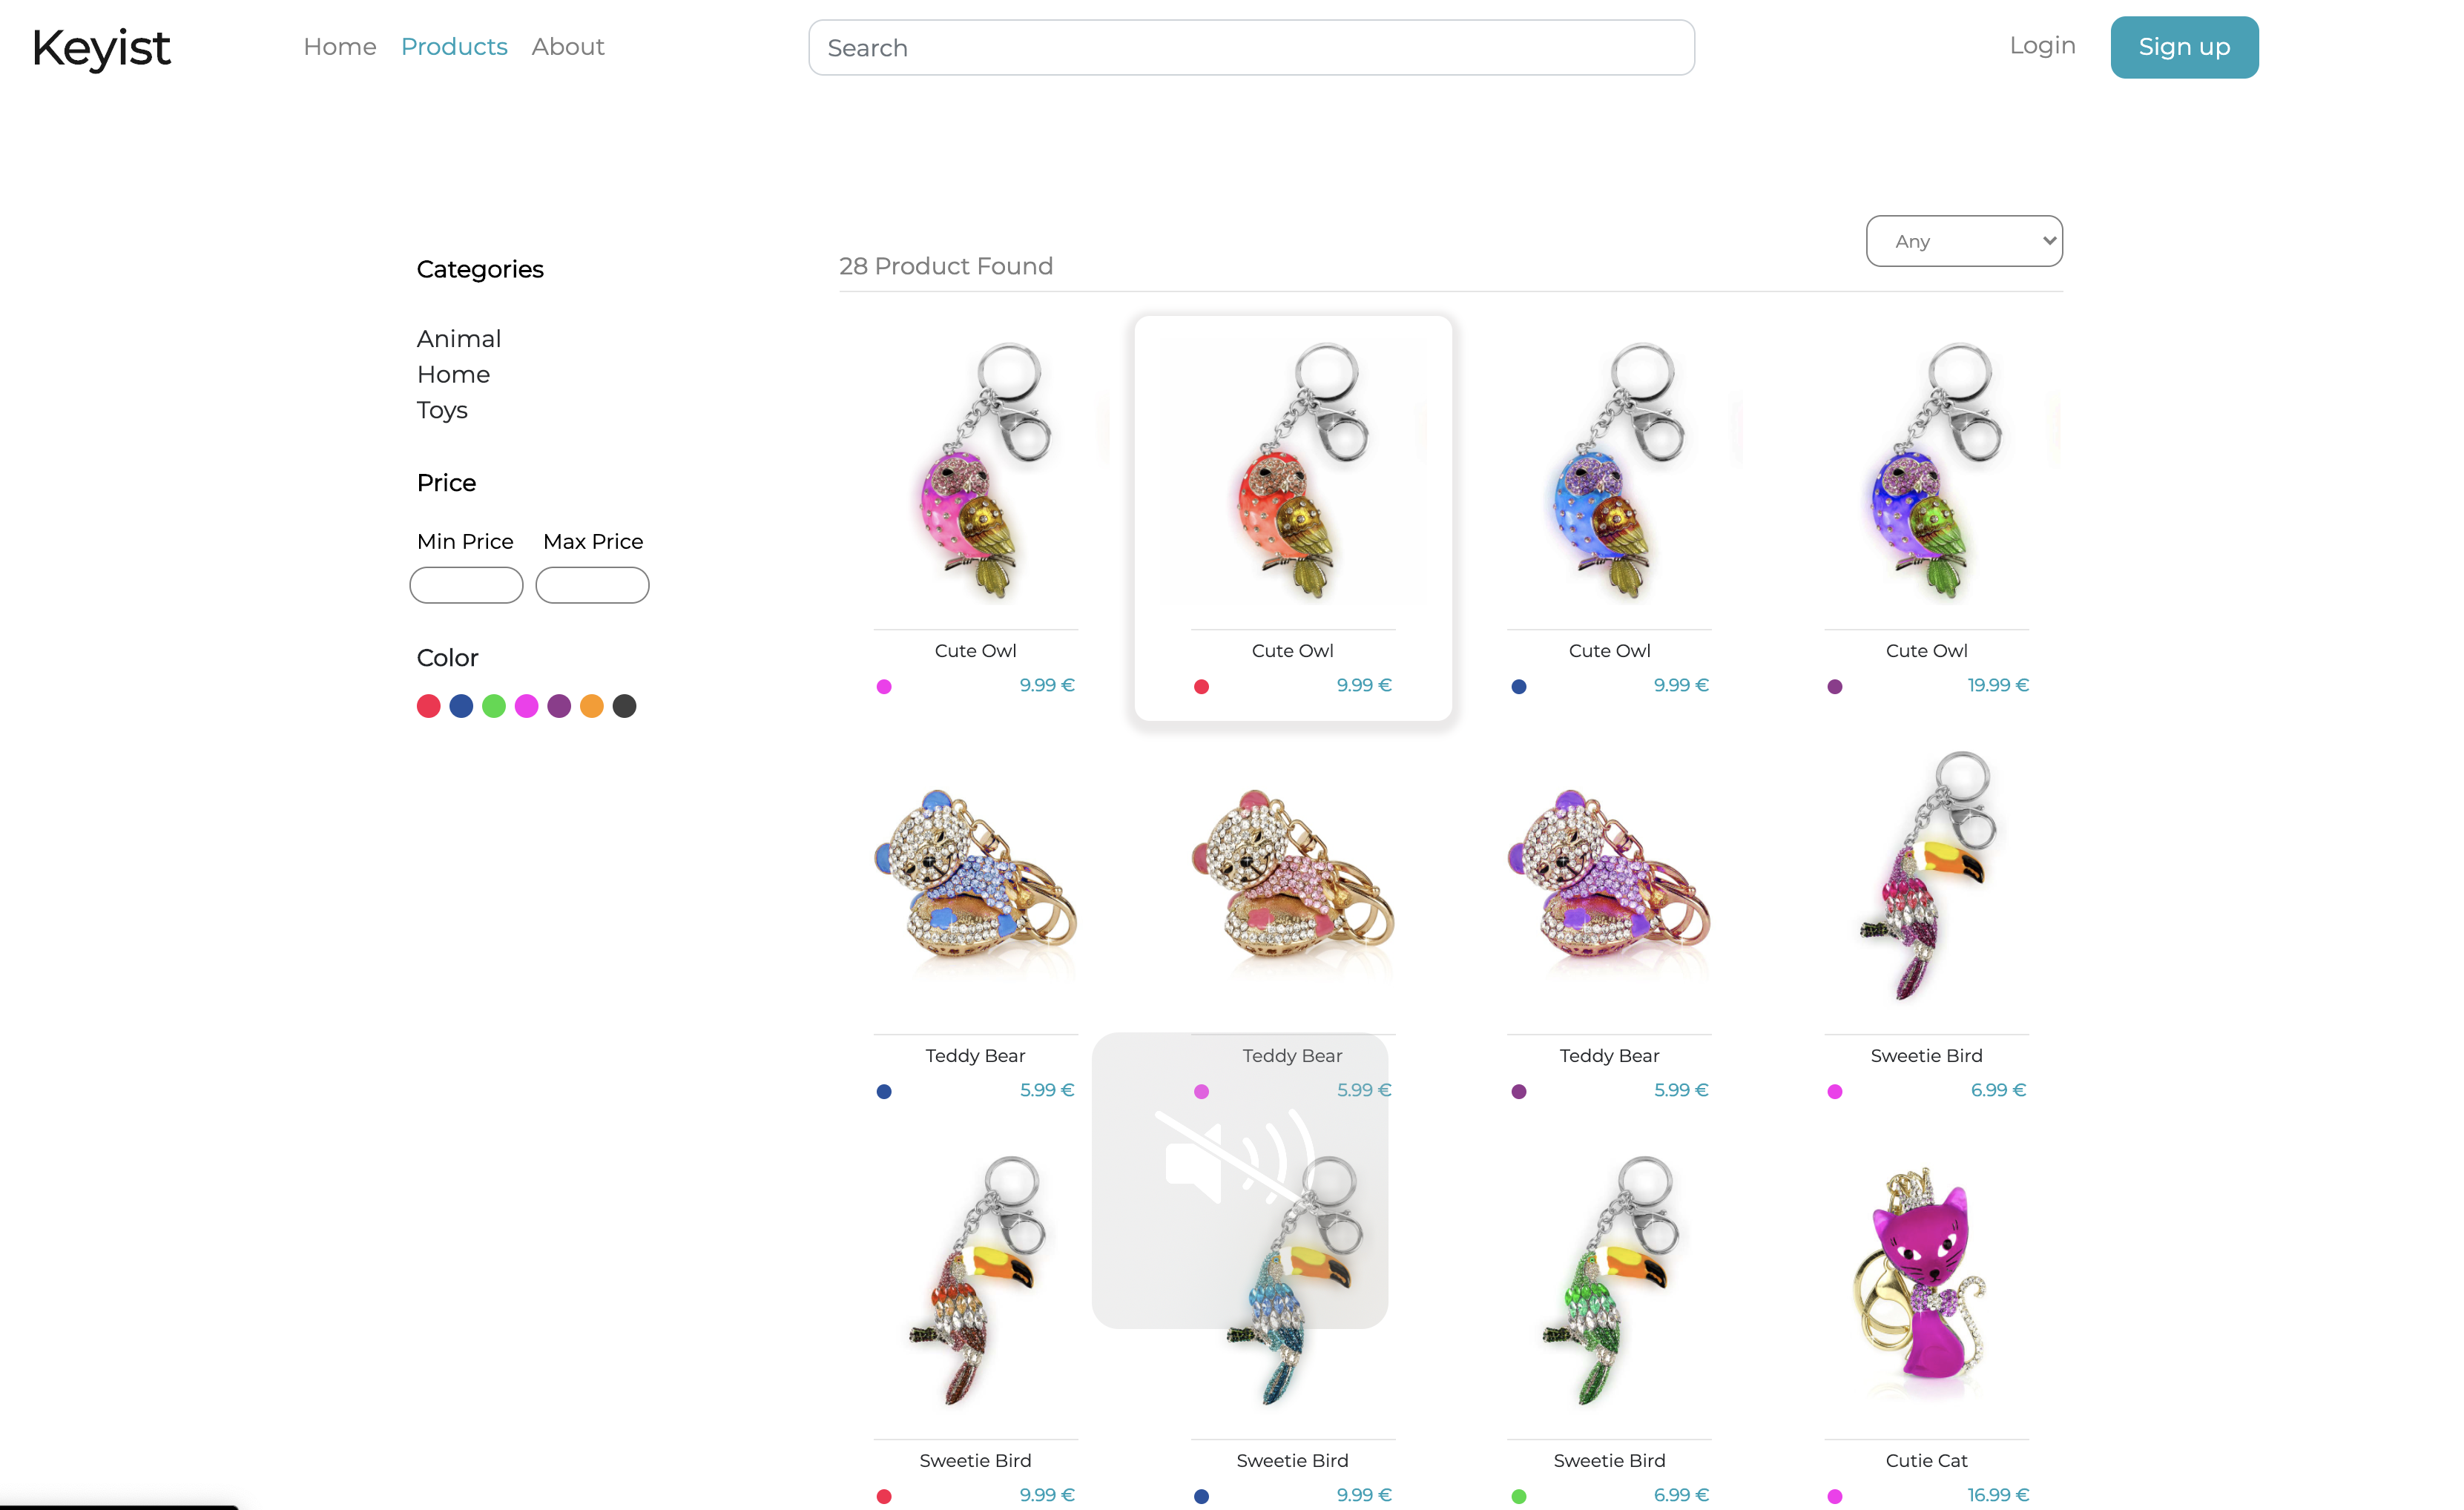 Keyist
Home Products About
Search
Login
Sign up
Categories
Animal
Home
Toys
Price
Min Price Max Price
Color
28 Product Found
Any
Cute Owl
9.99 €
Cute Owl
9.99 €
Cute Owl
9.99 €
Cute Owl
19.99 €
Teddy Bear
5.99 €
Teddy Bear
5.99 €
Teddy Bear
5.99 €
Sweetie Bird
6.99 €
Sweetie Bird
9.99 €
Sweetie Bird
9.99 €
Sweetie Bird
6.99 €
Cutie Cat
16.99 €